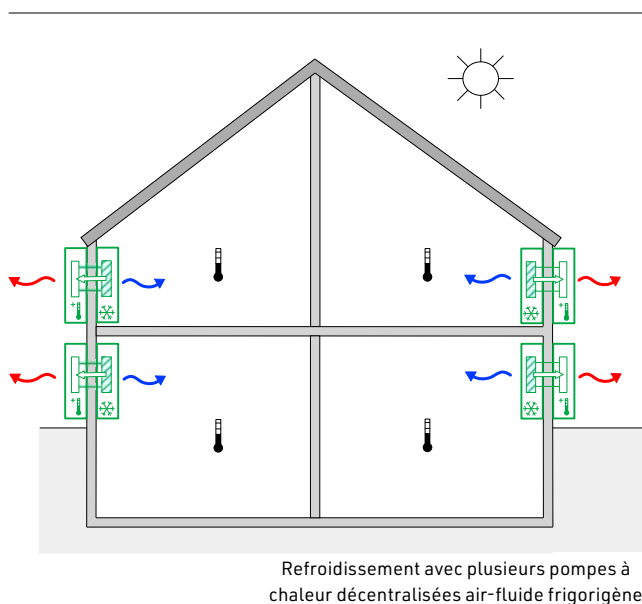 Refroidissement avec plusieurs pompes à
chaleur décentralisées air-fluide frigorigène